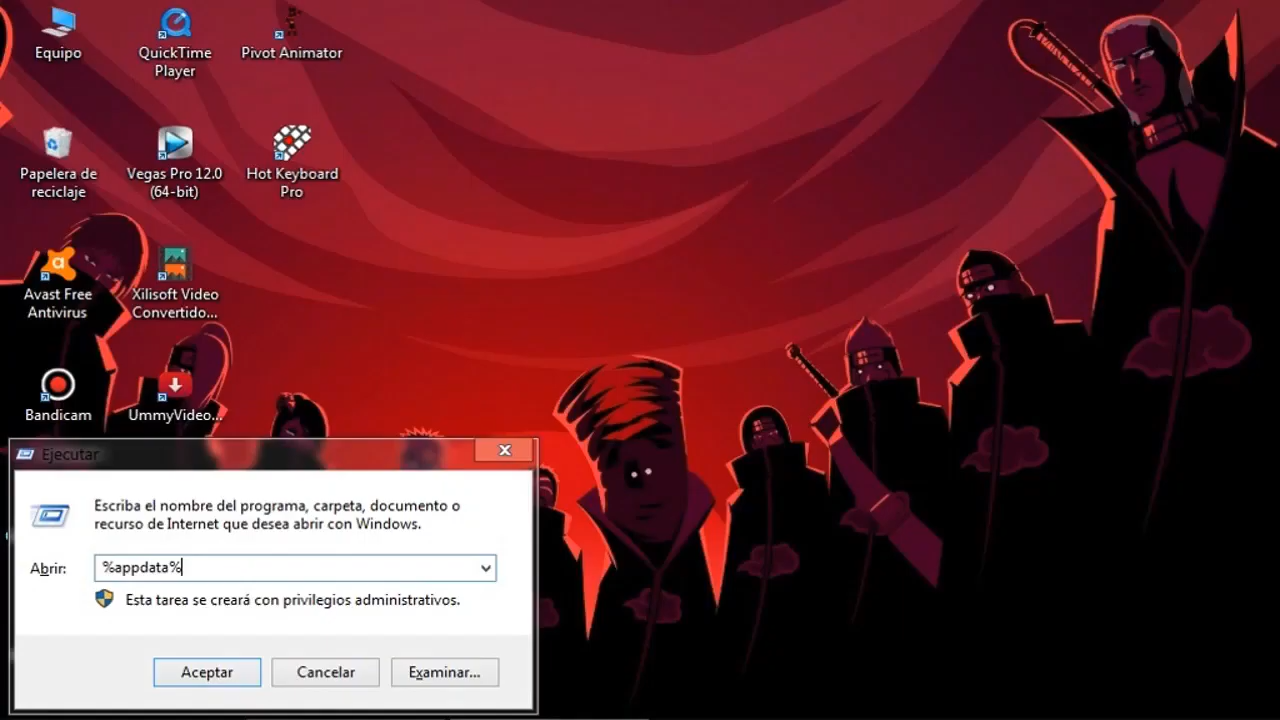 Equipo
QuickTime
Player
Pivot Animator
Papelera de
reciclaje
Vegas Pro 12.0
(64-bit)
Hot Keyboard
Pro
Avast Free
Antivirus
Xilisoft Video
Convertido...
Bandicam
UmmyVideo...
Ejecutar
Escriba el nombre del programa, carpeta, documento o
recurso de Internet que desea abrir con Windows.
Abrir:
%appdata%
Esta tarea se creará con privilegios administrativos.
Aceptar
Cancelar
Examinar...